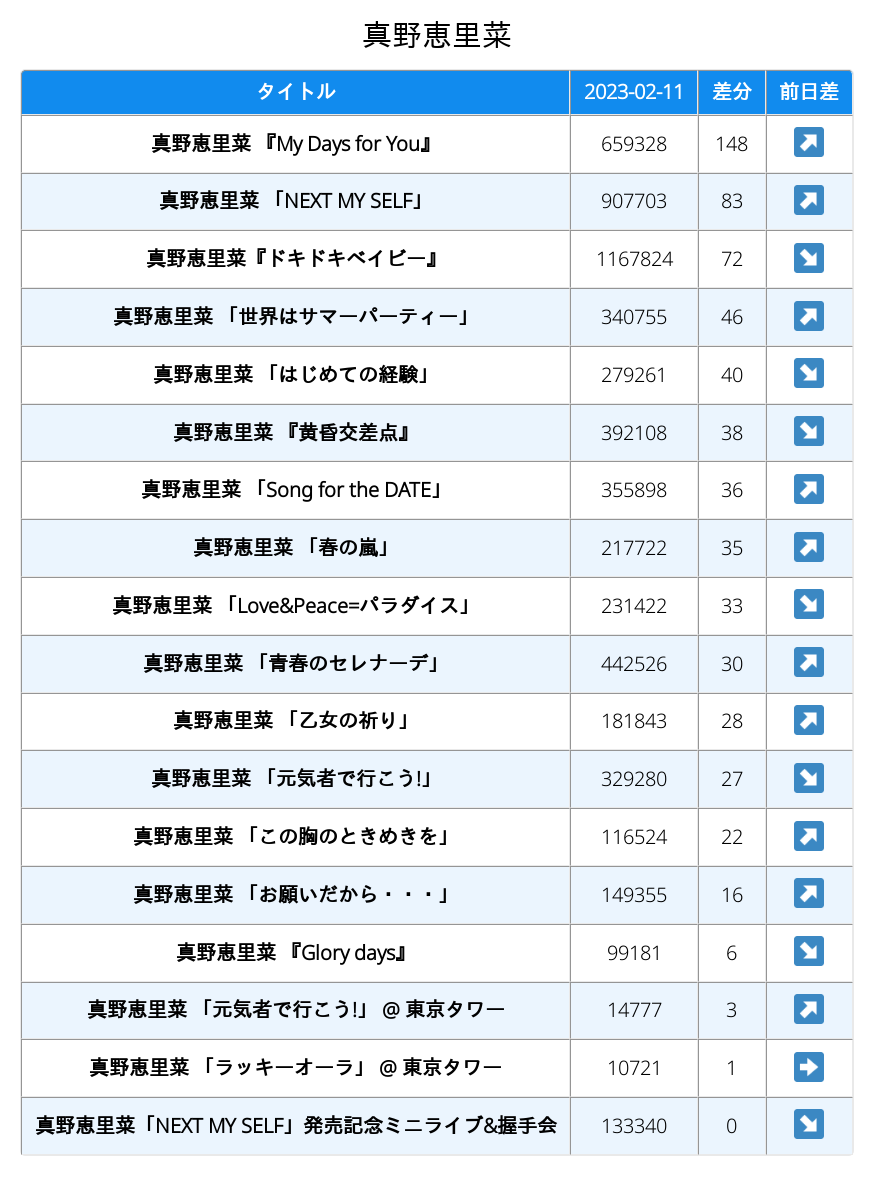 真野恵里菜
タイトル 2023-02-11 差分 前日差
真野恵里菜 『My Days for You』 659328 148
真野恵里菜 「NEXT MY SELF」 907703 83
真野恵里菜『ドキドキベイビー』 1167824 72
真野恵里菜 「世界はサマーパーティー」 340755 46
真野恵里菜 「はじめての経験」 279261 40
真野恵里菜 『黄昏交差点』 392108 38
真野恵里菜 「Song for the DATE」 355898 36
真野恵里菜 「春の嵐」 217722 35
真野恵里菜 「Love&Peace=パラダイス」 231422 33
真野恵里菜 「青春のセレナーデ」 442526 30
真野恵里菜 「乙女の祈り」 181843 28
真野恵里菜 「元気者で行こう!」 329280 27
真野恵里菜 「この胸のときめきを」 116524 22
真野恵里菜 「お願いだから・・・」 149355 16
真野恵里菜 『Glory days』 99181 6
真野恵里菜 「元気者で行こう!」 @ 東京タワー 14777 3
真野恵里菜 「ラッキーオーラ」 @ 東京タワー 10721 1
真野恵里菜「NEXT MY SELF」発売記念ミニライブ&握手会 133340 0